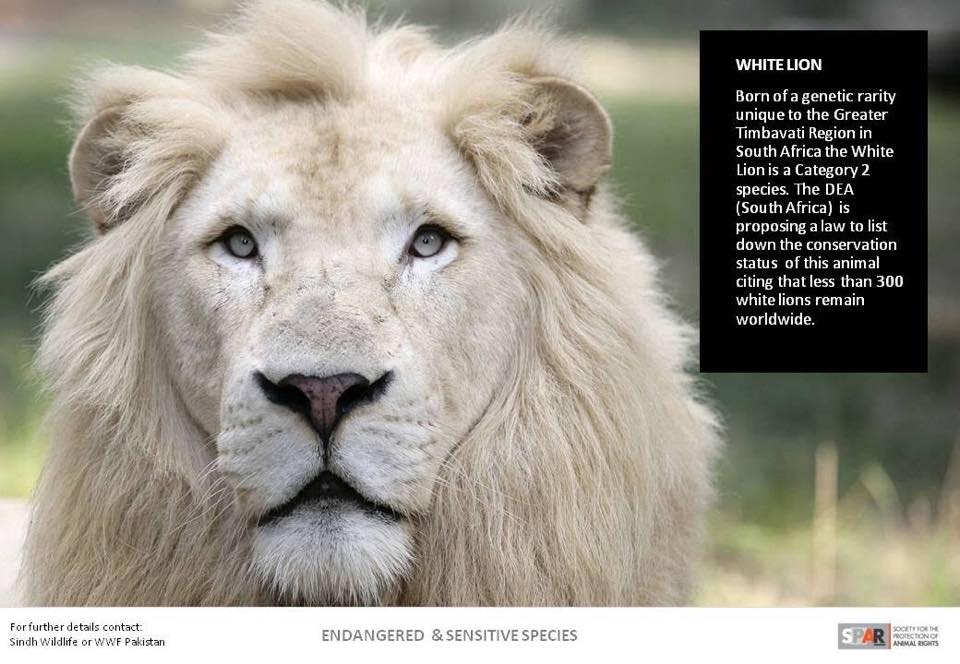 WHITE LION
Born of a genetic rarity
unique to the Greater
Timbavati Region in
South Africa the White
Lion is a Category 2
species. The DEA
(South Africa) is
proposing a law to list
down the conservation
status of this animal
citing that less than 300
white lions remain
worldwide.
For further details contact:
Sindh Wildlife or WWF Pakistan
ENDANGERED & SENSITIVE SPECIES
SPAR
SOCIETY FOR THE
PROTECTION OF
ANIMAL RIGHTS